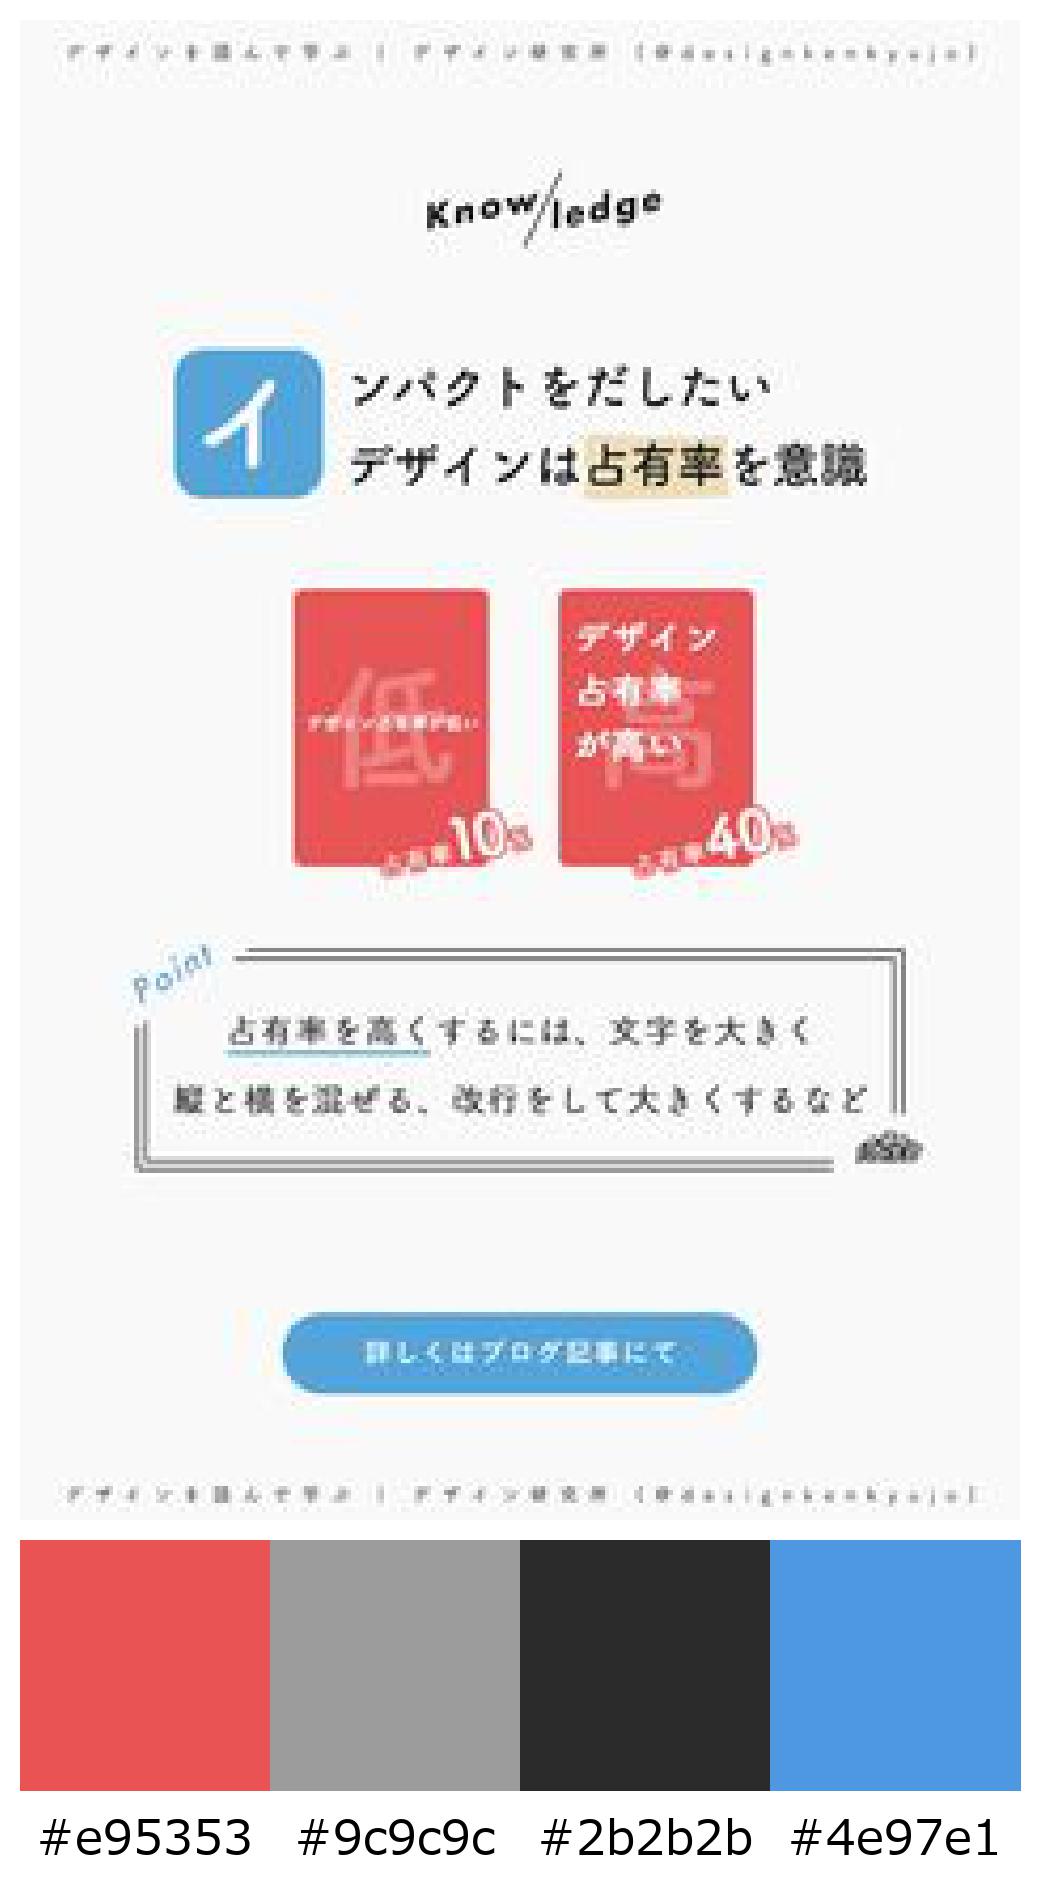 デザインを読んで学ぶ | デザイン研究所 (@designkenkyujo)
Know/ledge
インパクトをだしたい
デザインは占有率を意識
低
デザイン占有率が低い
占有率10%
高
デザイン
占有率
が高い
占有率40%
Point
占有率を高くするには、文字を大きく
縦と横を混ぜる、改行をして大きくするなど
詳しくはブログ記事にて
デザインを読んで学ぶ | デザイン研究所 (@designkenkyujo)
#e95353 #9c9c9c #2b2b2b #4e97e1